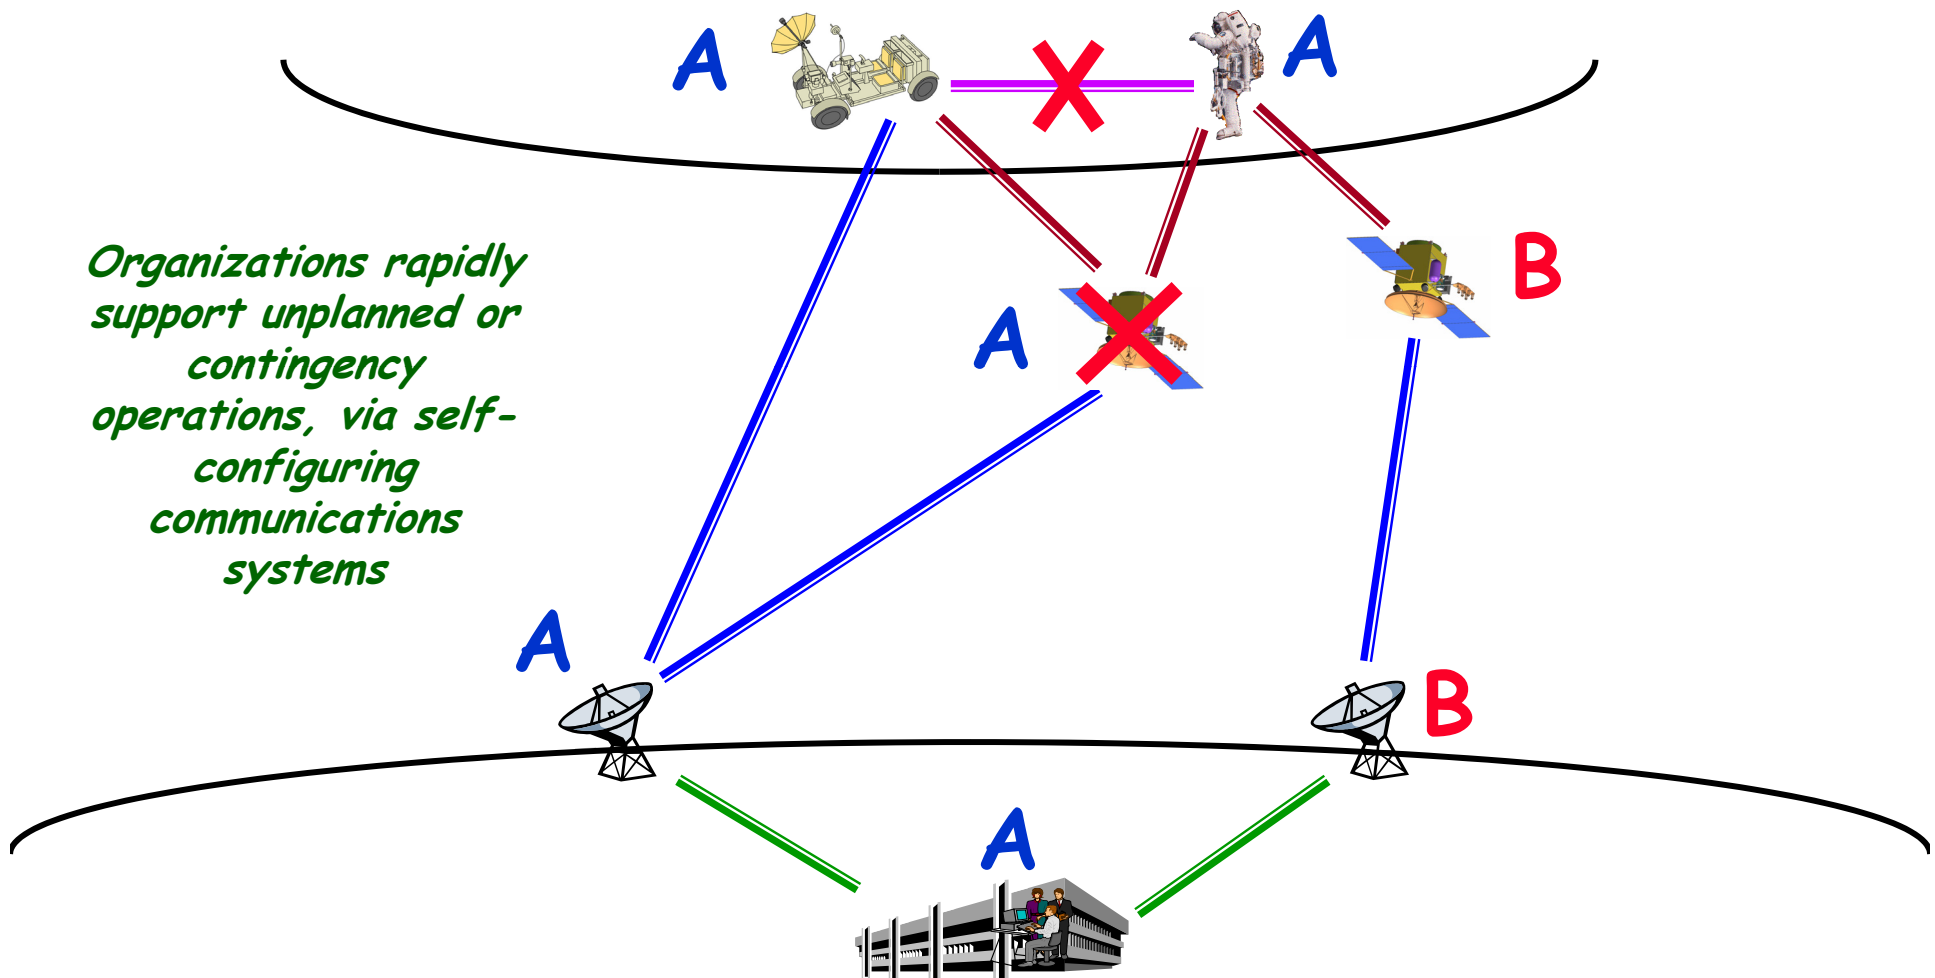 A
A
Organizations rapidly
support unplanned or
contingency
operations, via self-
configuring
communications
systems
B
A
A
B
A